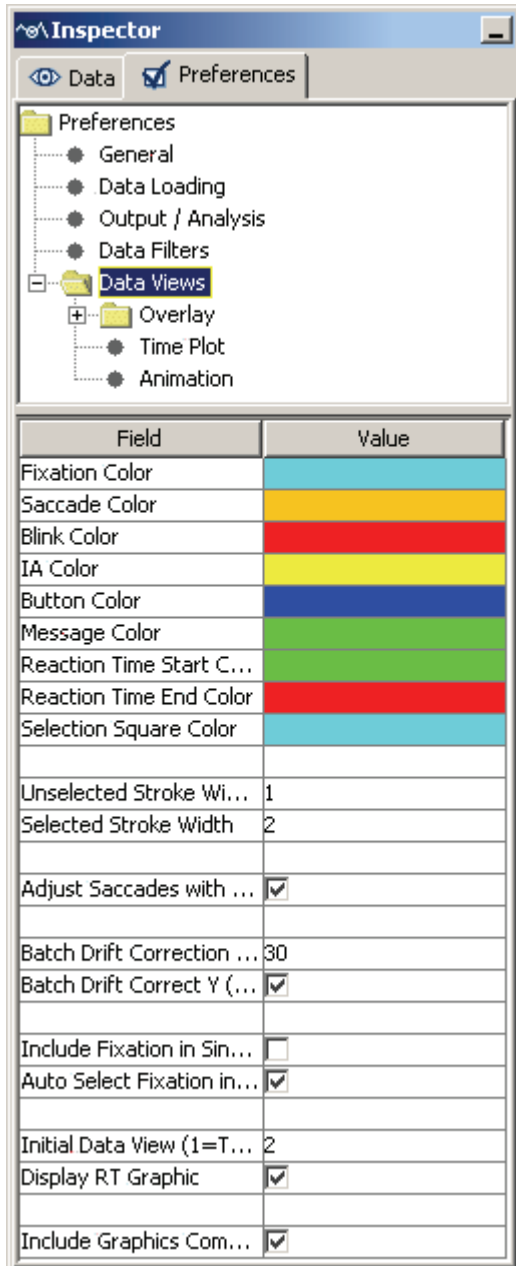 Inspector
Data Preferences
Preferences
General
Data Loading
Output / Analysis
Data Filters
Data Views
Overlay
Time Plot
Animation
Field Value
Fixation Color
Saccade Color
Blink Color
IA Color
Button Color
Message Color
Reaction Time Start C...
Reaction Time End Color
Selection Square Color
Unselected Stroke Wi... 1
Selected Stroke Width 2
Adjust Saccades with ...
Batch Drift Correction ... 30
Batch Drift Correct Y (...
Include Fixation in Sin...
Auto Select Fixation in...
Initial Data View (1=T... 2
Display RT Graphic
Include Graphics Com...